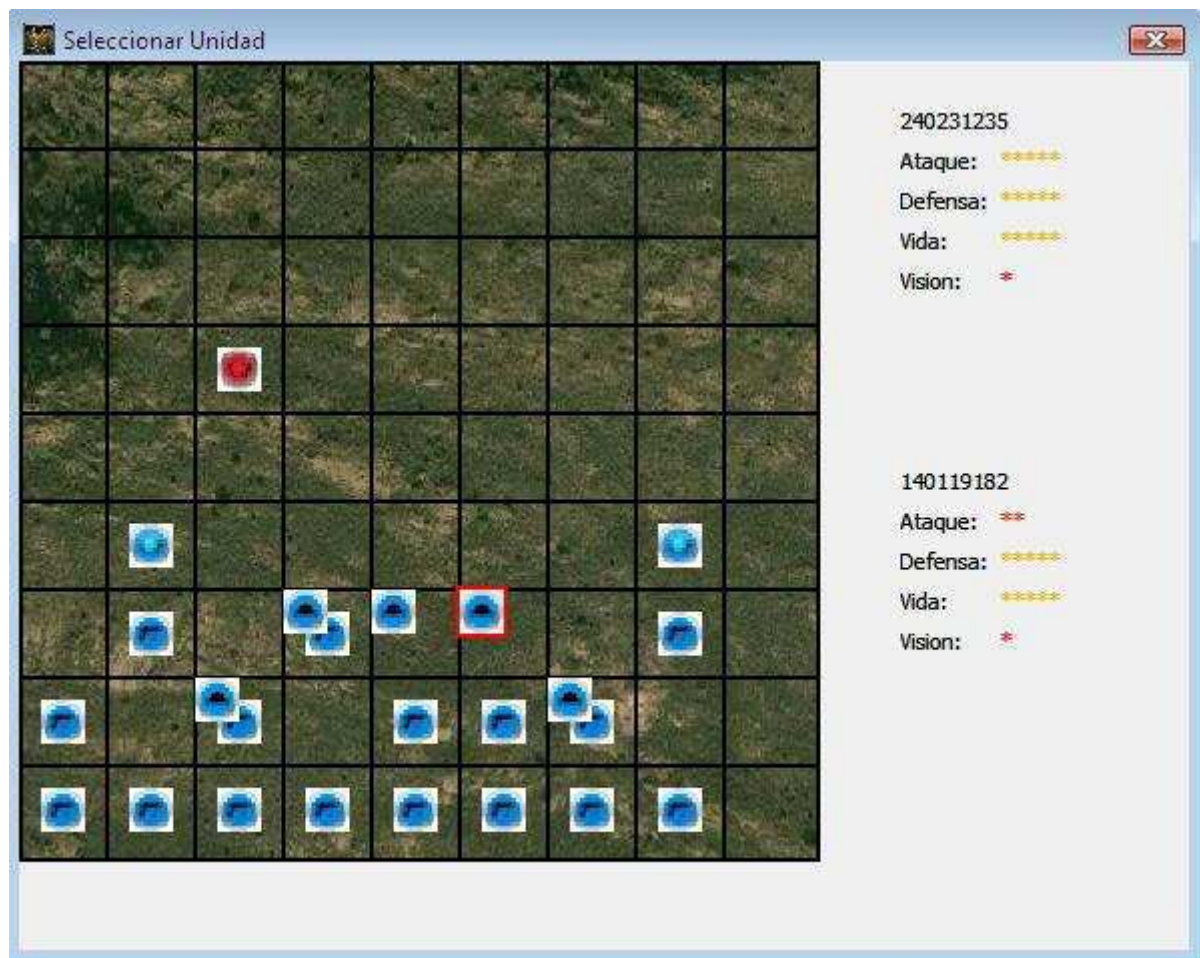 Seleccionar Unidad
240231235
Ataque: *****
Defensa: *****
Vida: *****
Vision: *
140119182
Ataque: **
Defensa: *****
Vida: *****
Vision: *